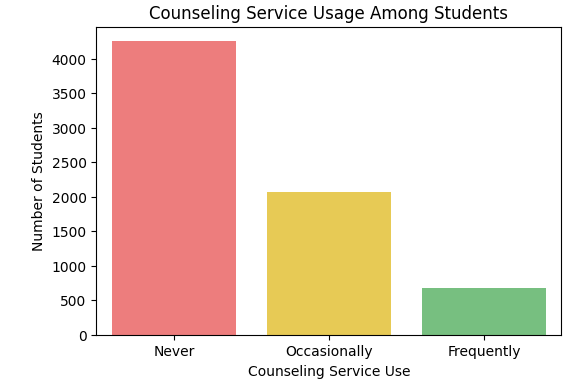 Counseling Service Usage Among Students
Number of Students
4000
3500
3000
2500
2000
1500
1000
500
0
Never Occasionally Frequently
Counseling Service Use